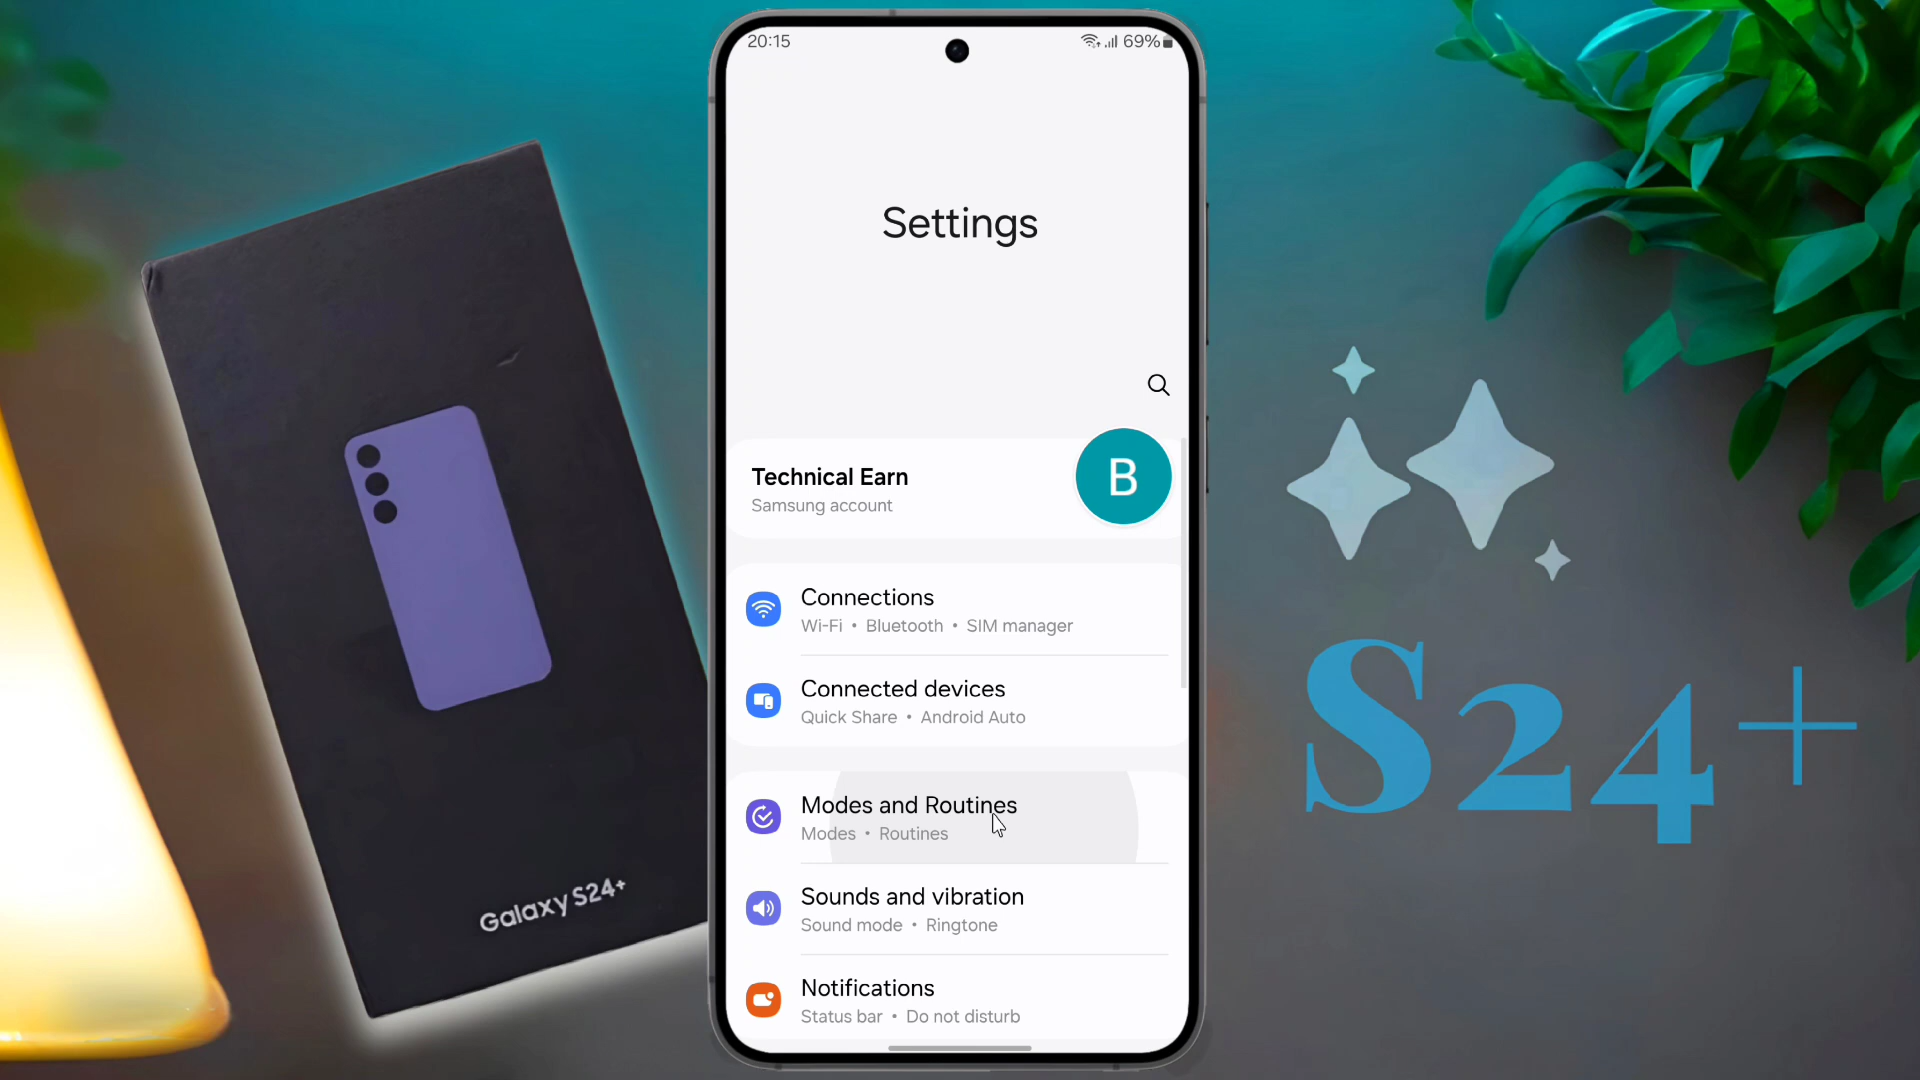 20:15
69%
Settings
Technical Earn
Samsung account
B
Connections
Wi-Fi • Bluetooth • SIM manager
Connected devices
Quick Share • Android Auto
Modes and Routines
Modes • Routines
Sounds and vibration
Sound mode • Ringtone
Notifications
Status bar • Do not disturb
Galaxy S24+
S24+